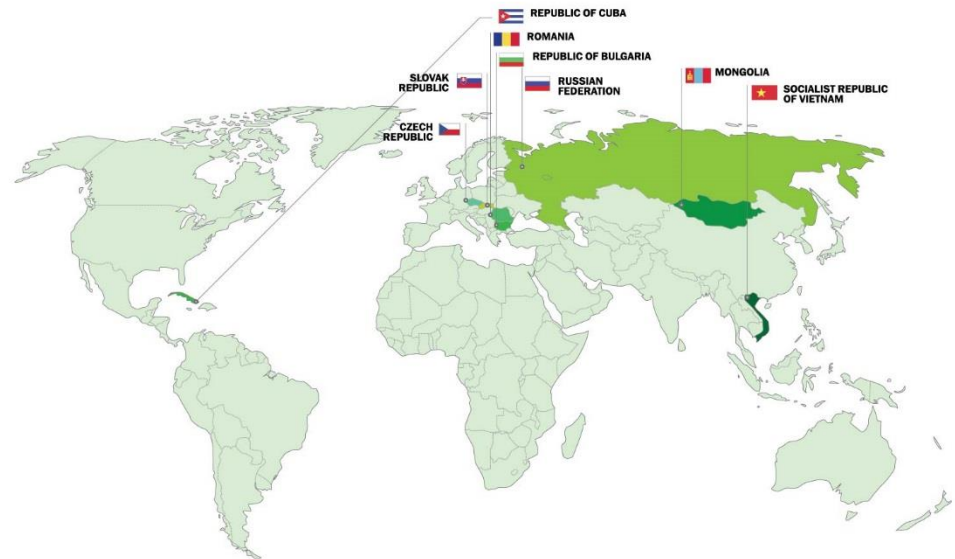 REPUBLIC OF CUBA
ROMANIA
REPUBLIC OF BULGARIA
SLOVAK
REPUBLIC
RUSSIAN
FEDERATION
MONGOLIA
SOCIALIST REPUBLIC
OF VIETNAM
CZECH
REPUBLIC